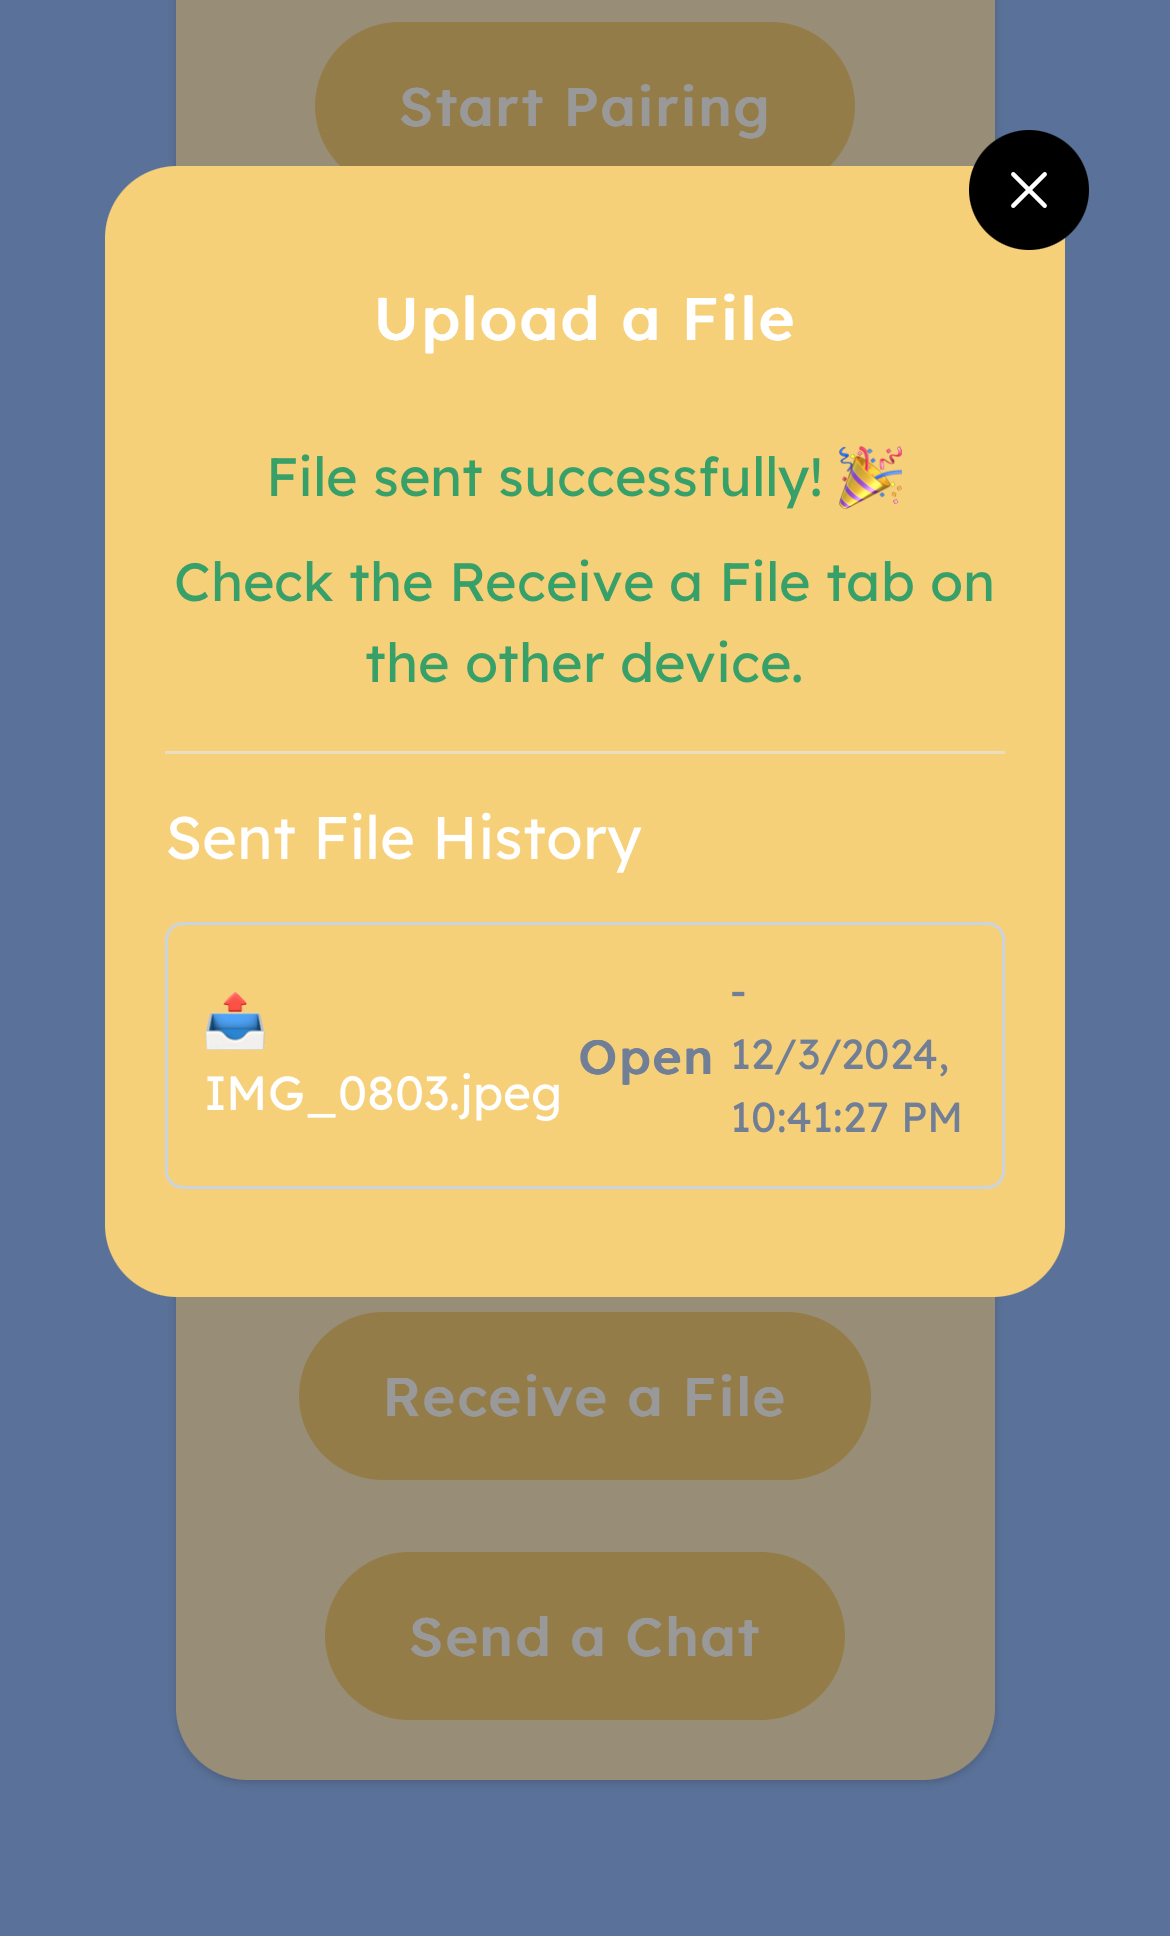 Start Pairing
Upload a File
File sent successfully! 🎉
Check the Receive a File tab on
the other device.
Sent File History
📤
IMG_0803.jpeg
Open
-
12/3/2024,
10:41:27 PM
Receive a File
Send a Chat